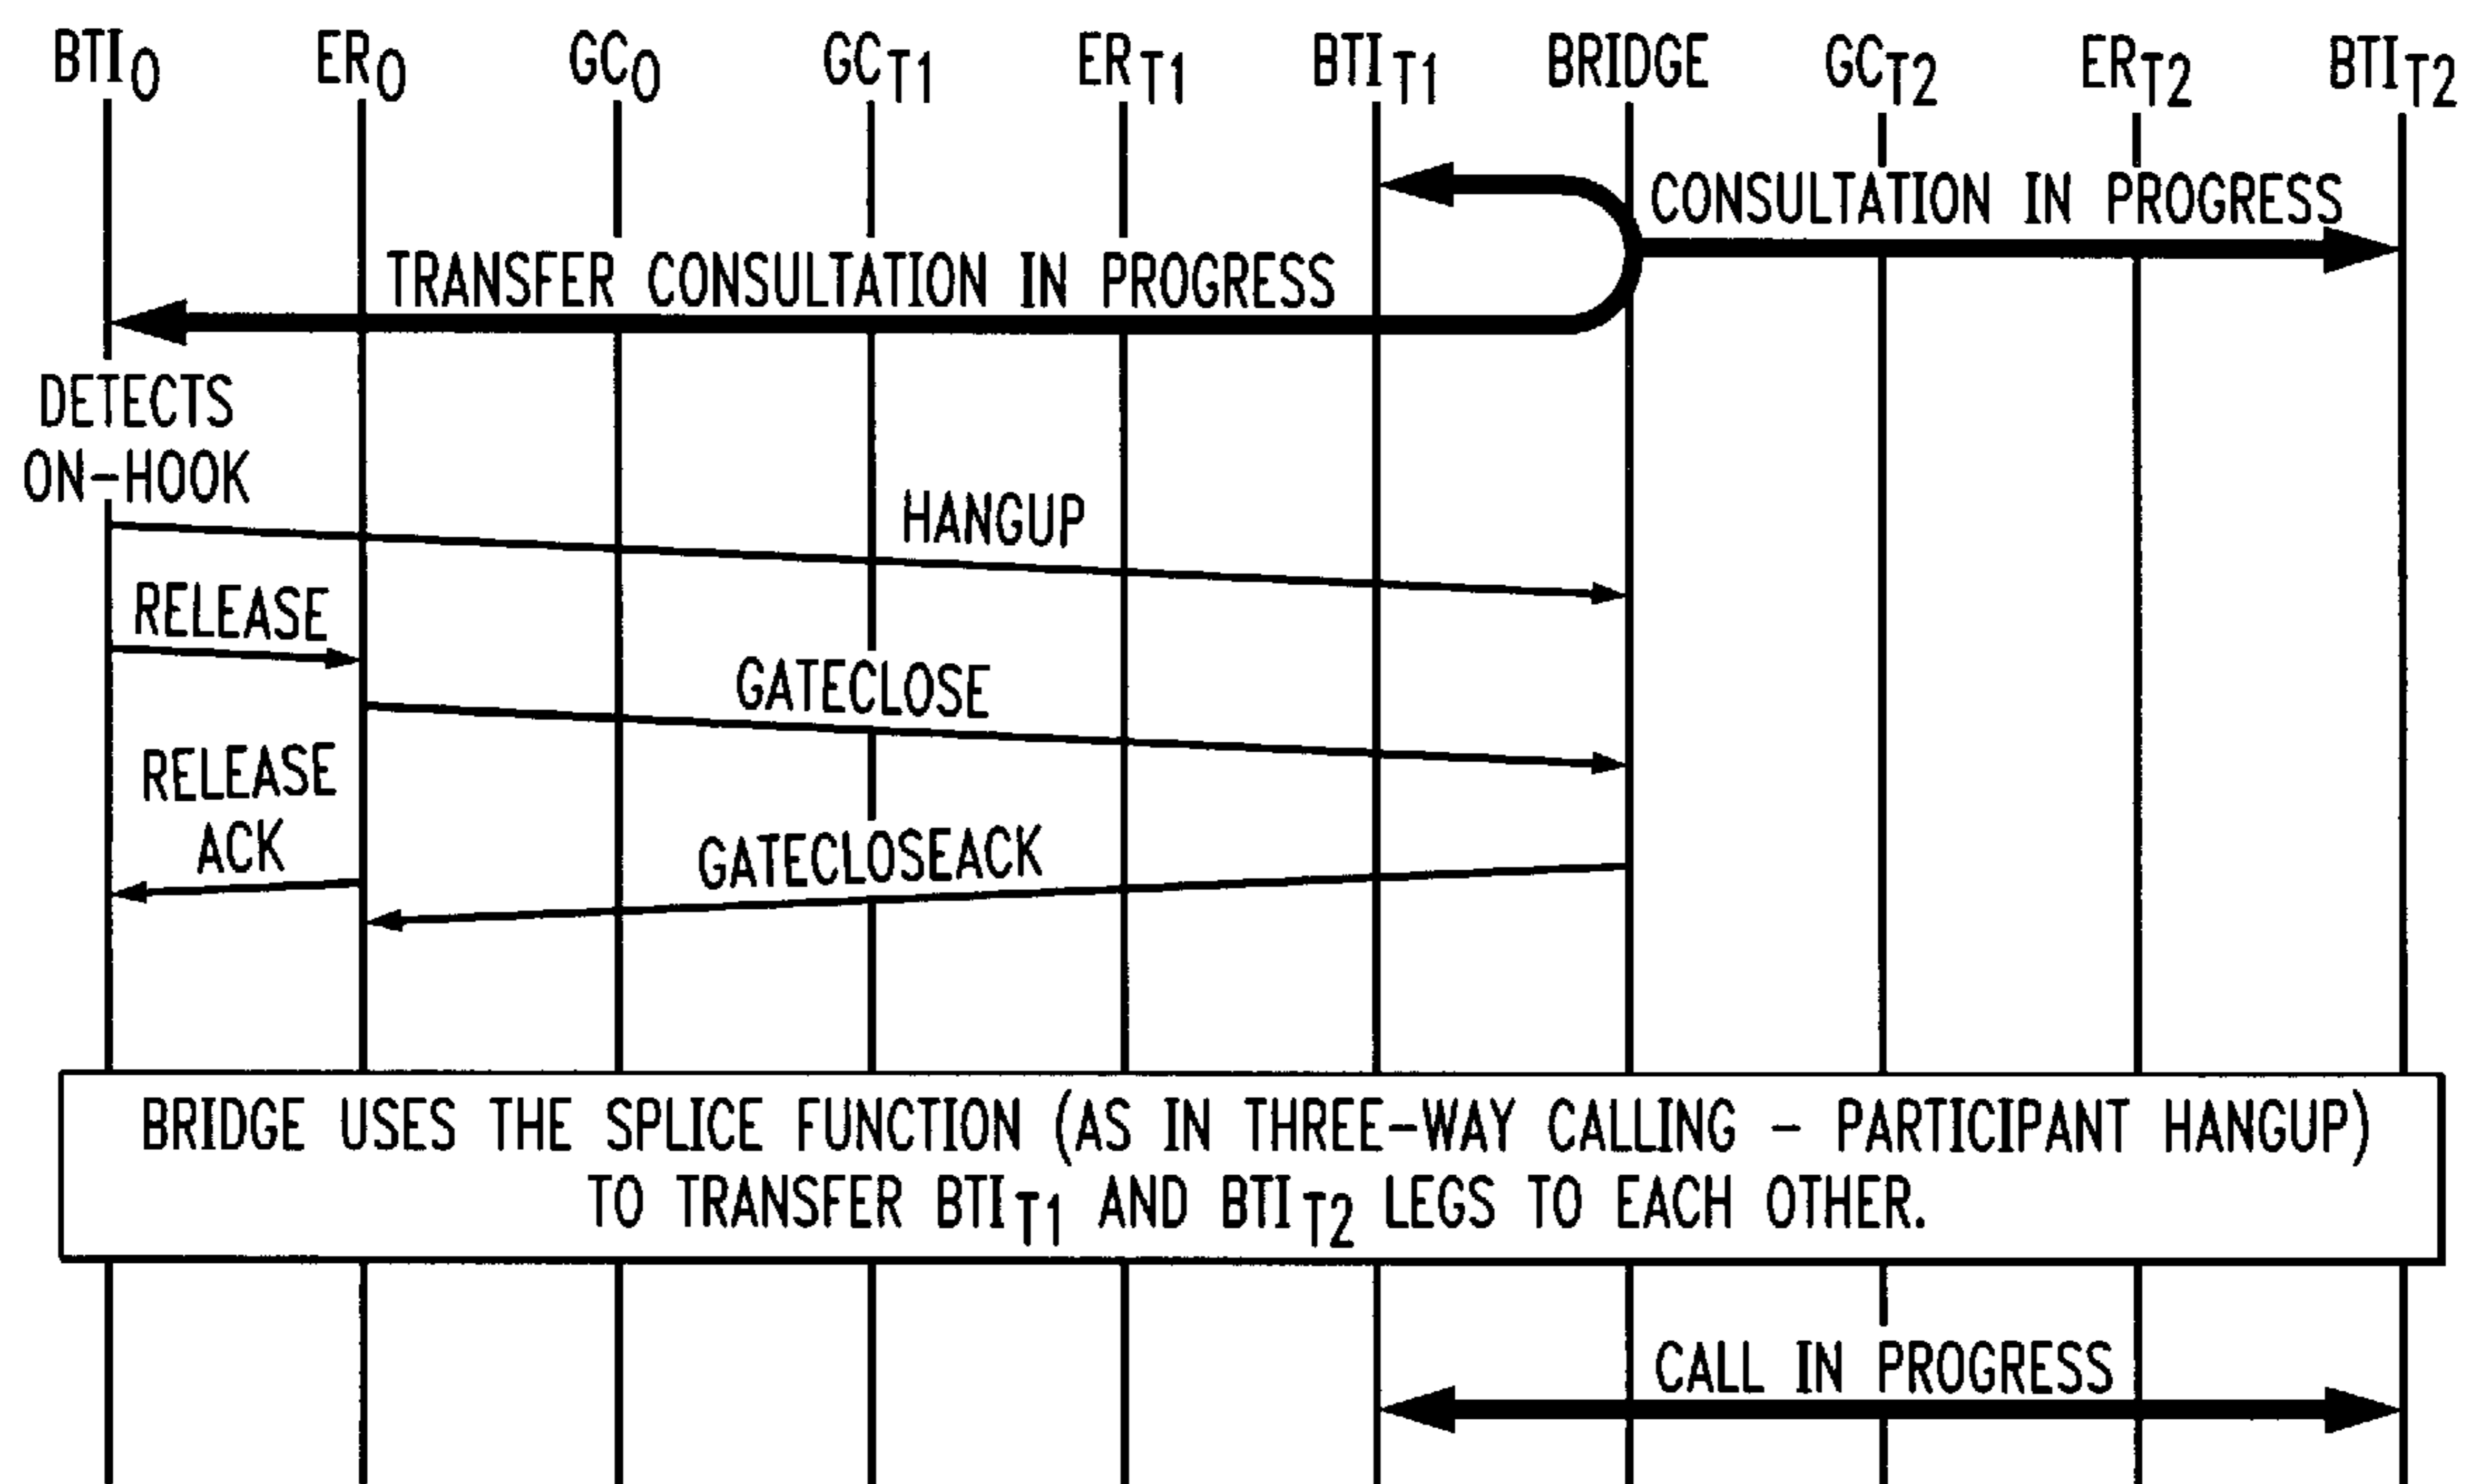 BTIO ERO GCO GCT1 ERT1 BTIT1 BRIDGE GCT2 ERT2 BTIT2
CONSULTATION IN PROGRESS
TRANSFER CONSULTATION IN PROGRESS
DETECTS
ON-HOOK
HANGUP
RELEASE
GATECLOSE
RELEASE
ACK
GATECLOSEACK
BRIDGE USES THE SPLICE FUNCTION (AS IN THREE-WAY CALLING - PARTICIPANT HANGUP)
TO TRANSFER BTIT1 AND BTIT2 LEGS TO EACH OTHER.
CALL IN PROGRESS